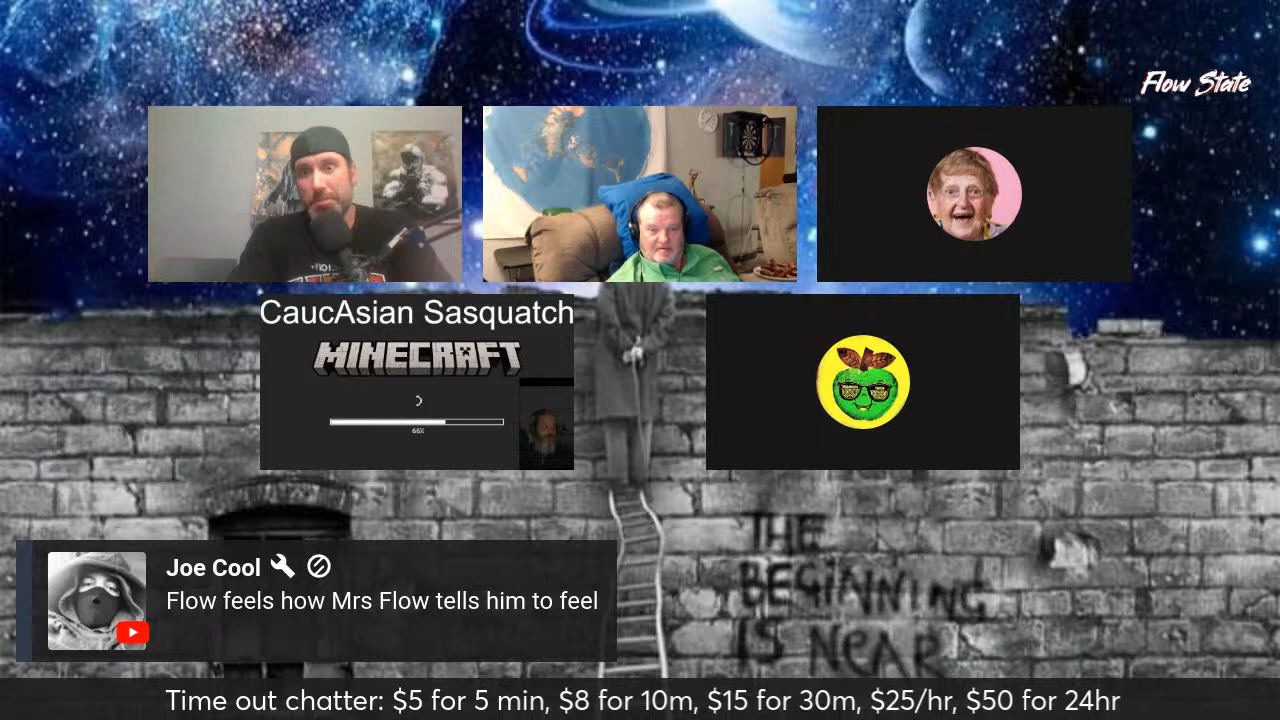 Flow State
CaucAsian Sasquatch
MINECRAFT
66%
Joe Cool
Flow feels how Mrs Flow tells him to feel
THE
BEGINNING
IS NEAR
Time out chatter: $5 for 5 min, $8 for 10m, $15 for 30m, $25/hr, $50 for 24hr